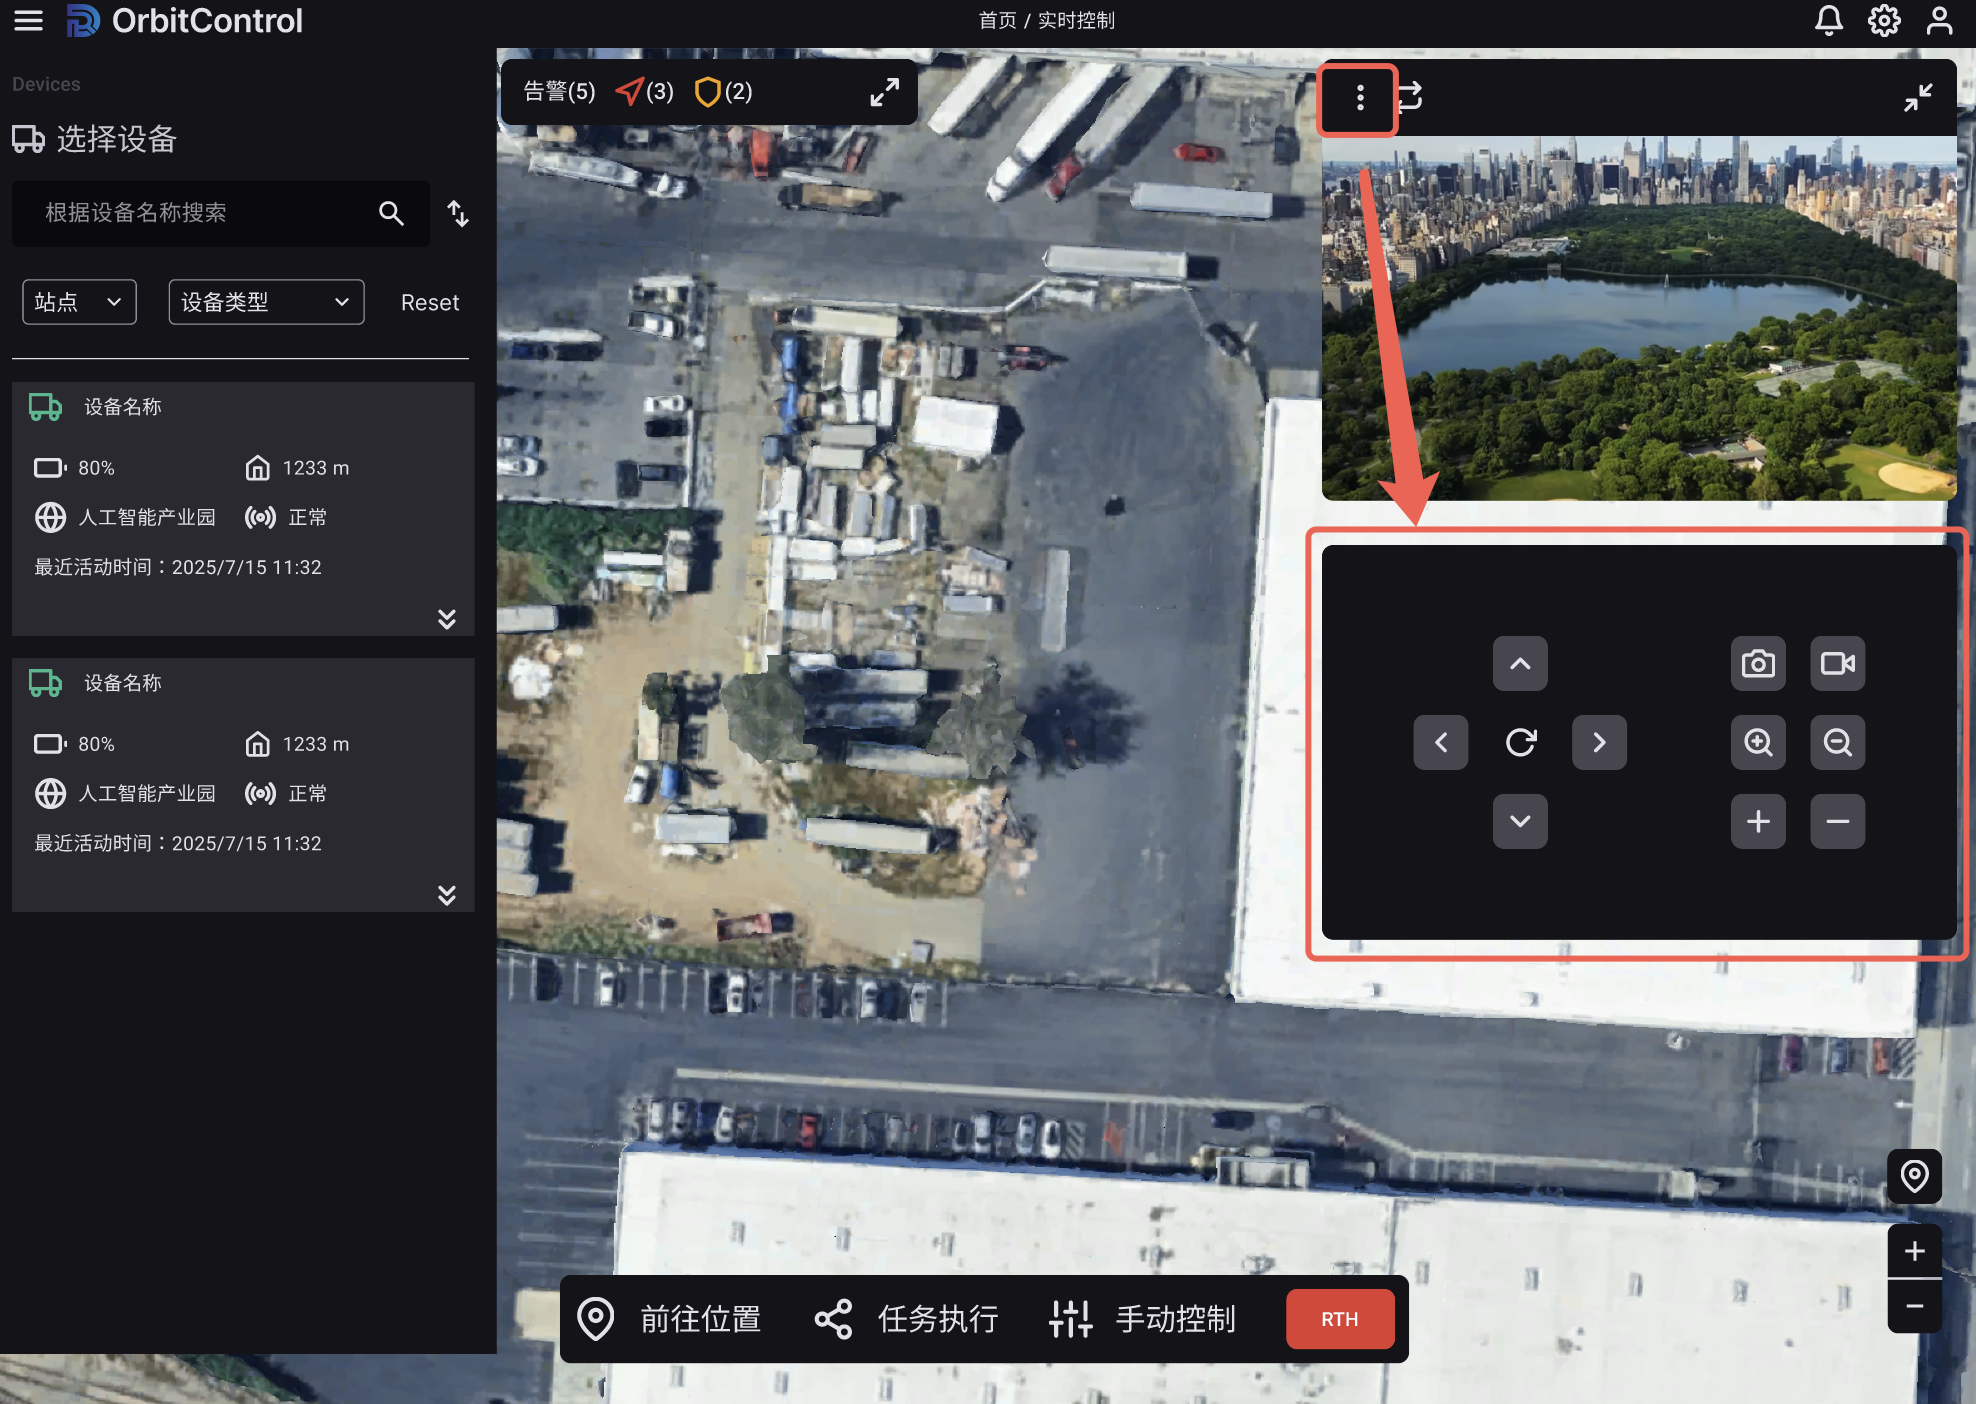 OrbitControl
首页 / 实时控制
Devices
选择设备
根据设备名称搜索
站点
设备类型
Reset
设备名称
80%
1233 m
人工智能产业园
正常
最近活动时间：2025/7/15 11:32
设备名称
80%
1233 m
人工智能产业园
正常
最近活动时间：2025/7/15 11:32
告警(5)
(3)
(2)
前往位置
任务执行
手动控制
RTH